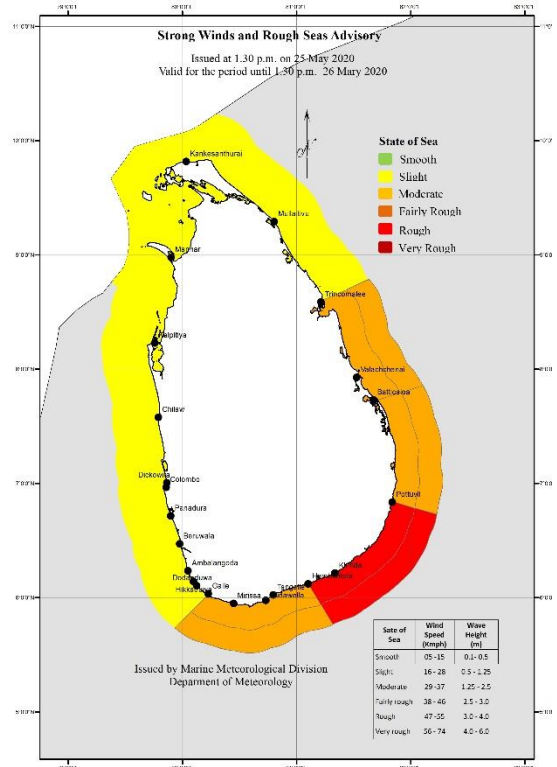 Strong Winds and Rough Seas Advisory
Issued at 1.30 p.m. on 25 May 2020
Valid for the period until 1.30 p.m. 26 Mary 2020
State of Sea
Smooth
Slight
Moderate
Fairly Rough
Rough
Very Rough
Kankesanthurai
Mullaitivu
Mannar
Trincomalee
Kalpitiya
Valachchenai
Batticaloa
Chilaw
Dickowita
Colombo
Pottuvil
Panadura
Beruwala
Ambalangoda
Dodanduwa
Hikkaduwa
Galle
Mirissa
Tangalle
Kirinda
Issued by Marine Meteorological Division
Deparment of Meteorology
Sate of Sea Wind Speed (Kmph) Wave Height (m)
Smooth 05 -15 0.1- 0.5
Slight 16 - 28 0.5 - 1.25
Moderate 29 -37 1.25 - 2.5
Fairly rough 38 - 46 2.5 - 3.0
Rough 47 -55 3.0 - 4.0
Very rough 56 - 74 4.0 - 6.0